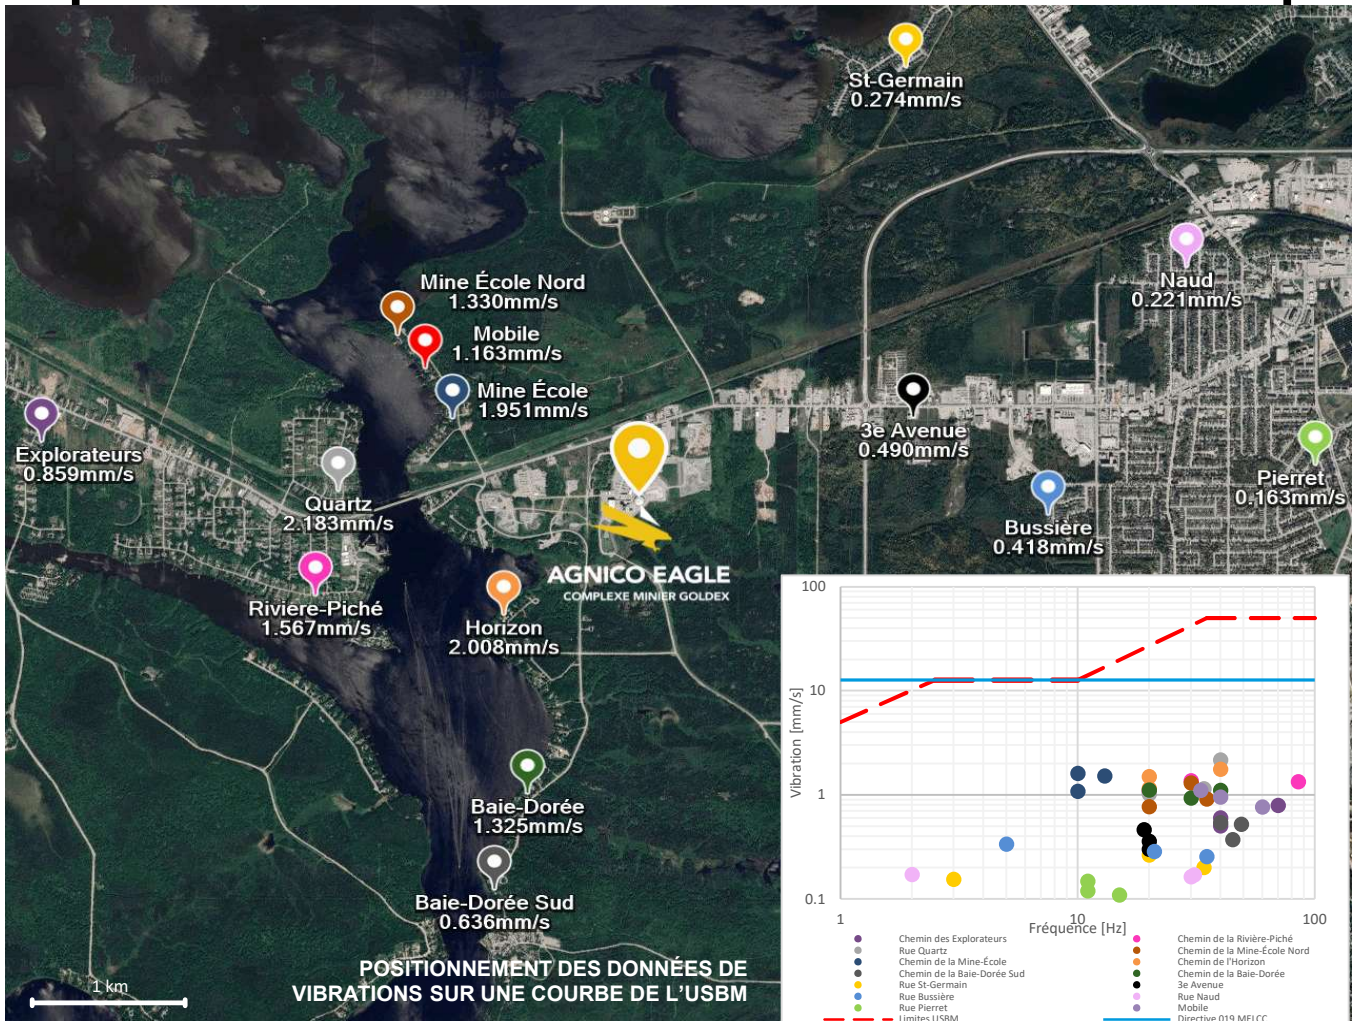 St-Germain
0.274mm/s
Naud
0.221mm/s
Mine École Nord
1.330mm/s
Mobile
1.163mm/s
Mine École
1.951mm/s
Explorateurs
0.859mm/s
Quartz
2.183mm/s
3e Avenue
0.490mm/s
Pierret
0.163mm/s
Bussière
0.418mm/s
AGNICO EAGLE
COMPLEXE MINIER GOLDEX
Riviere-Piché
1.567mm/s
Horizon
2.008mm/s
Baie-Dorée
1.325mm/s
Baie-Dorée Sud
0.636mm/s
POSITIONNEMENT DES DONNÉES DE
VIBRATIONS SUR UNE COURBE DE L'USBM
1 km
Vibration [mm/s]
100
10
1
0.1
1
10
100
Fréquence [Hz]
Chemin des Explorateurs
Chemin de la Rivière-Piché
Rue Quartz
Chemin de la Mine-École Nord
Chemin de la Mine-École
Chemin de l'Horizon
Chemin de la Baie-Dorée Sud
Chemin de la Baie-Dorée
Rue St-Germain
3e Avenue
Rue Bussière
Rue Naud
Rue Pierret
Mobile
Limites USBM
Directive 019 MELCC